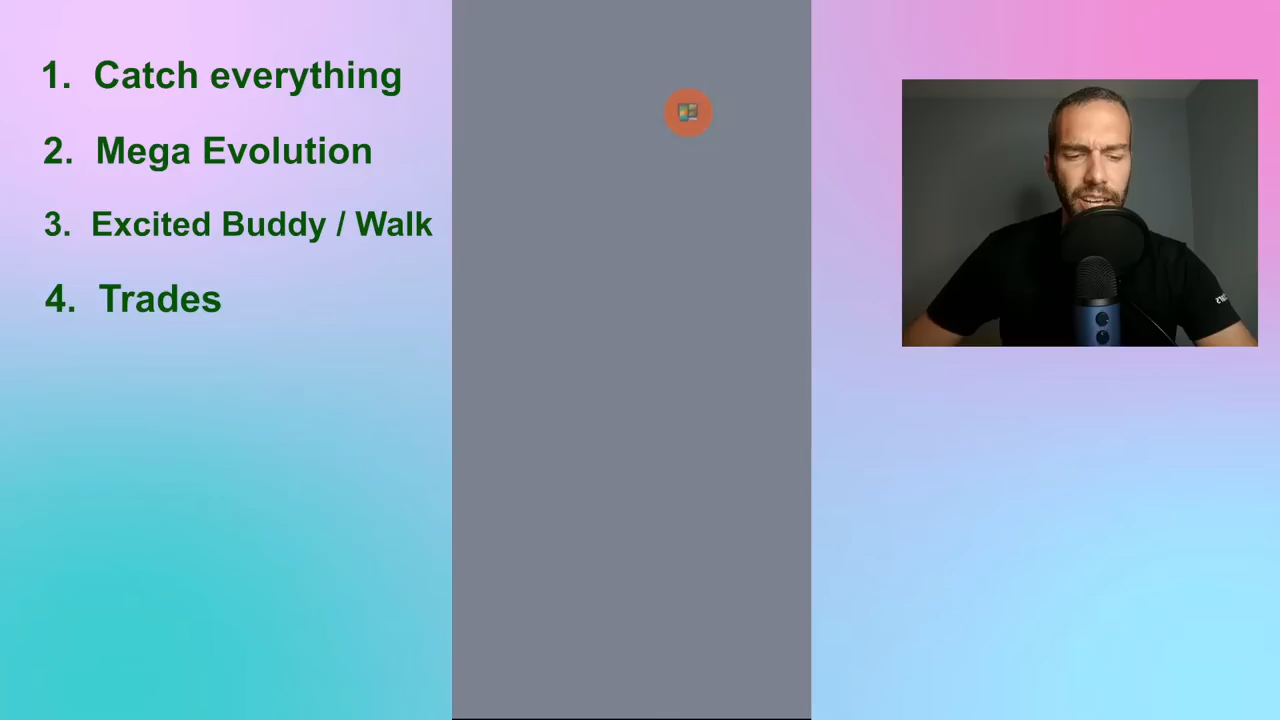 1. Catch everything
2. Mega Evolution
3. Excited Buddy / Walk
4. Trades